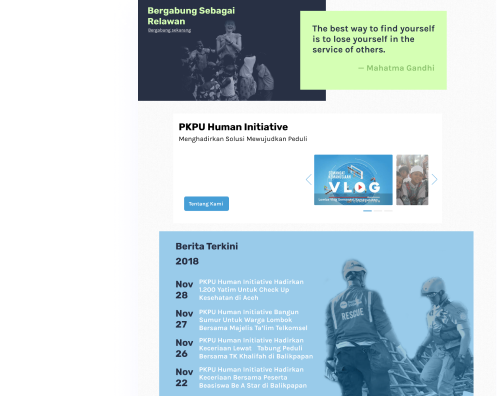 Bergabung Sebagai
Relawan
Bergabung sekarang
The best way to find yourself
is to lose yourself in the
service of others.
— Mahatma Gandhi
PKPU Human Initiative
Menghadirkan Solusi Mewujudkan Peduli
VLOG
Tentang Kami
Berita Terkini
2018
Nov
28
PKPU Human Initiative Hadirkan
1.200 Yatim Untuk Check Up
Kesehatan di Aceh
Nov
27
PKPU Human Initiative Bangun
Sumur Untuk Warga Lombok
Bersama Majelis Ta'lim Telkomsel
Nov
26
PKPU Human Initiative Hadirkan
Keceriaan Lewat Tabung Peduli
Bersama TK Khalifah di Balikpapan
Nov
22
PKPU Human Initiative Hadirkan
Keceriaan Bersama Peserta
Beasiswa Be A Star di Balikpapan
RESCUE